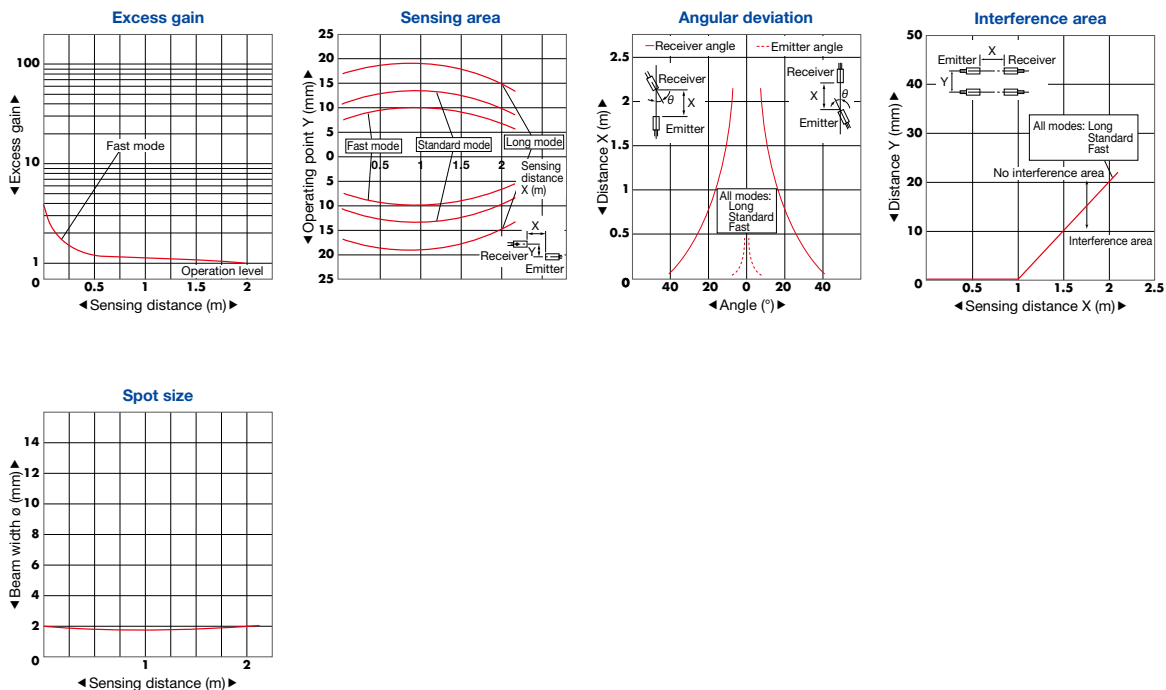 Excess gain
100
10
1
Fast mode
Operation level
0
0.5
1
1.5
2
◀Excess gain▶
◀Sensing distance (m)▶
Sensing area
25
20
15
10
5
0
5
10
15
20
25
◀Operating point Y (mm)▶
Fast mode
Standard mode
Long mode
0.5
1
1.5
2
Sensing
distance
X (m)
X
Y
Receiver
Emitter
Angular deviation
Receiver angle
Emitter angle
2.5
2
1
0.5
0
◀Distance X (m)▶
Receiver
θ
X
Emitter
Receiver
X
θ
Emitter
All modes:
Long
Standard
Fast
40
20
0
20
40
◀Angle (°)▶
Interference area
50
40
30
20
10
0
◀Distance Y (mm)▶
X
Emitter
Receiver
Y
All modes: Long
Standard
Fast
No interference area
Interference area
0.5
1
1.5
2
2.5
◀Sensing distance X (m)▶
Spot size
14
12
10
8
6
4
2
0
◀Beam width ø (mm)▶
1
2
◀Sensing distance (m)▶